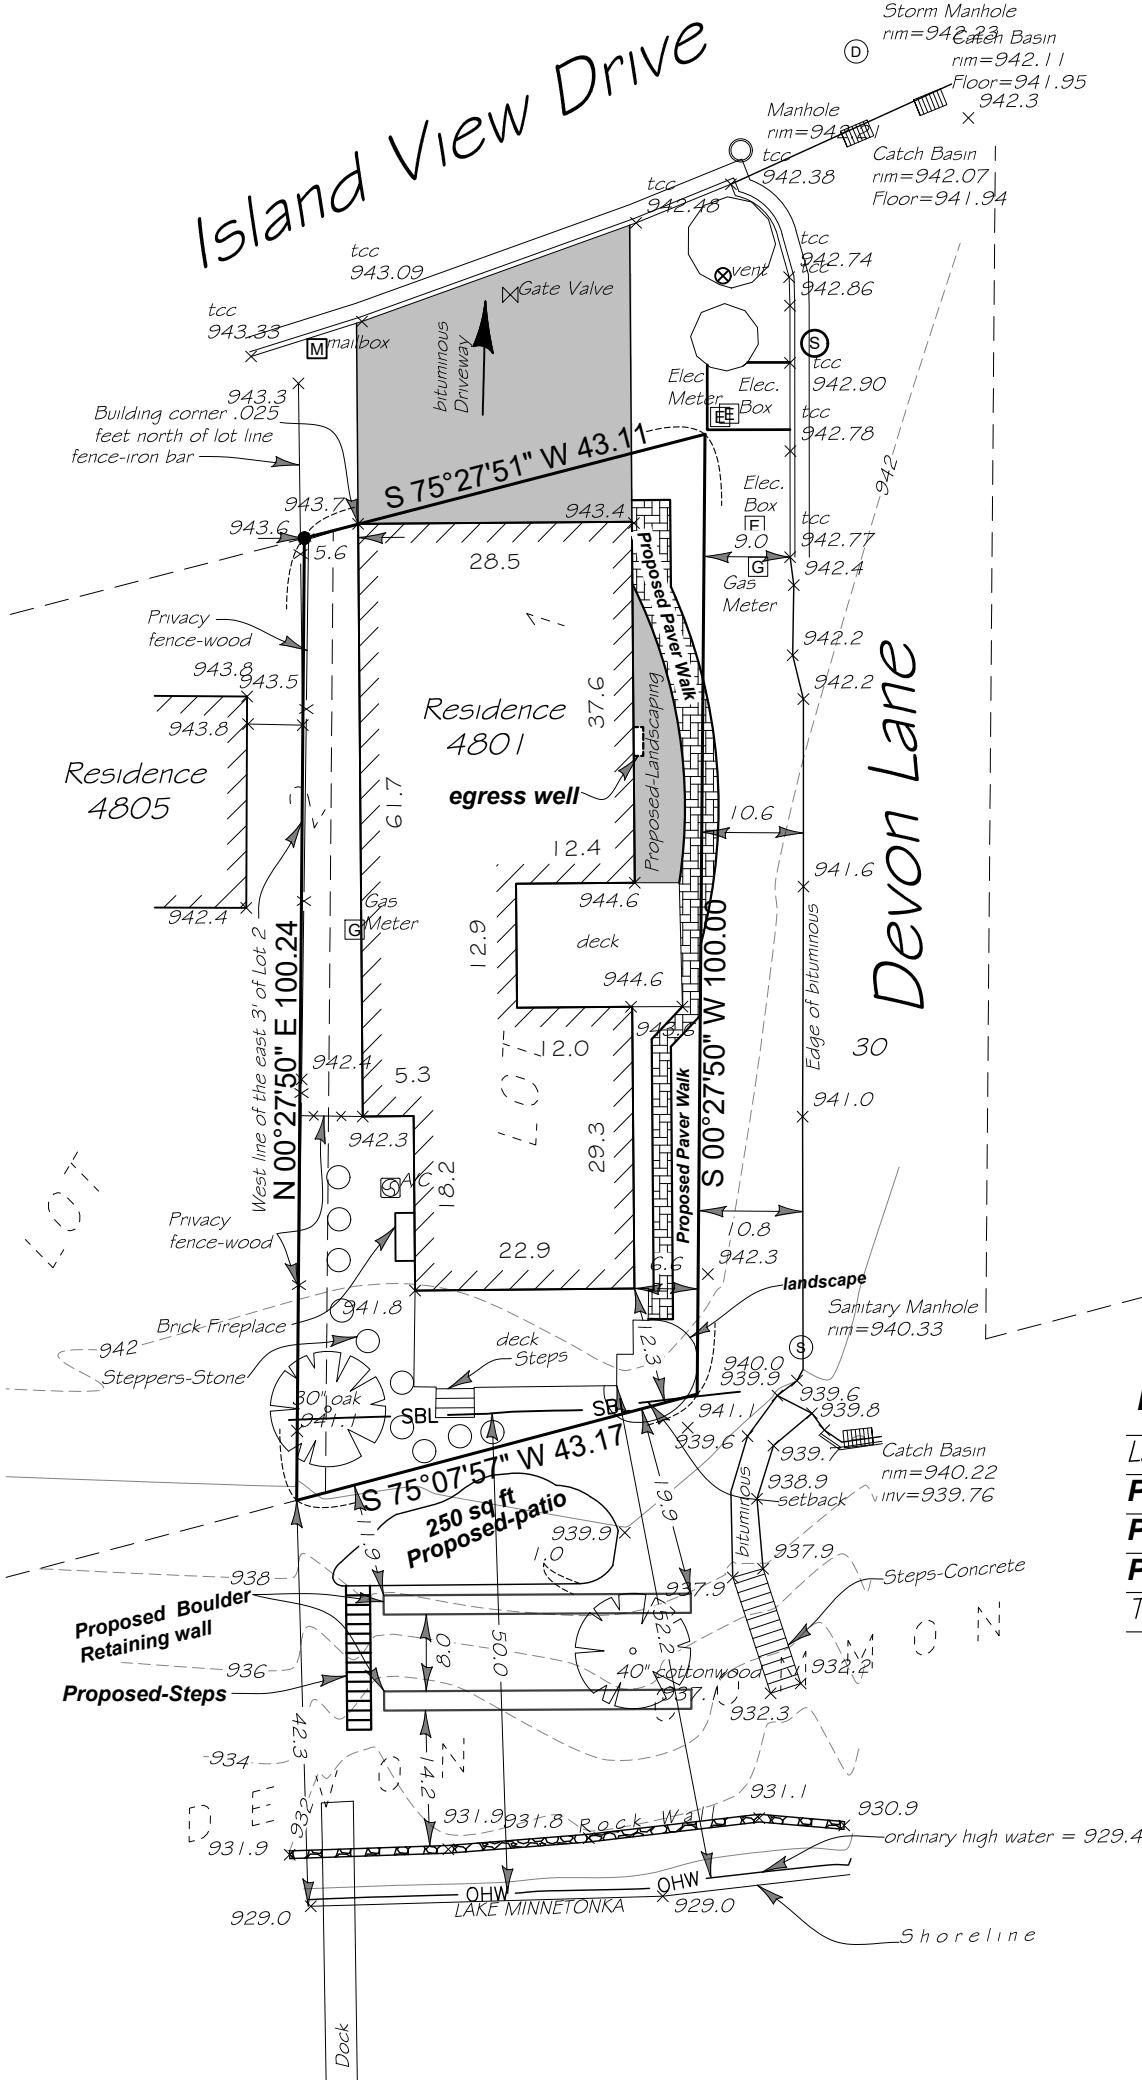 Storm Manhole
rim=942.23
Catch Basin
rim=942.11
Floor=941.95
942.3
D
Island View Drive
Manhole
Catch Basin
rim=942.07
Floor=941.94
tcc
942.38
tcc
942.48
tcc
943.09
tcc
943.33
tcc
942.74
tcc
942.86
vent
Gate Valve
M
mailbox
bituminous
Driveway
S
tcc
942.90
Elec
Meter
Elec.
Box
E
E
943.3
Building corner .025
feet north of lot line
fence-iron bar
tcc
942.78
S 75°27'51" W 43.11
942
Elec.
Box
E
943.7
943.6
943.4
5.6
28.5
9.0
tcc
942.77
942.4
G
Gas
Meter
Proposed Paver Walk
1
Privacy
fence-wood
943.8
943.5
943.8
942.2
942.2
Residence
4801
37.6
Residence
4805
egress well
Proposed-Landscaping
61.7
2
10.6
12.4
Devon Lane
941.6
944.6
942.4
Gas
Meter
G
12.9
deck
944.6
West line of the east 3' of Lot 2
N 00°27'50" E 100.24
S 00°27'50" W 100.00
Edge of bituminous
943.6
30
942.4
12.0
5.3
LOT
941.0
942.3
29.3
Proposed Paver Walk
LOT
A/C
18.2
Privacy
fence-wood
10.8
22.9
6.6
942.3
landscape
941.8
Sanitary Manhole
rim=940.33
Brick Fireplace
942
deck
Steps
12.3
S
Steppers-Stone
940.0
939.9
939.6
939.8
30" oak
941.1
SBL
SBL
941.1
939.6
939.7
Catch Basin
rim=940.22
inv=939.76
S 75°07'57" W 43.17
938.9
setback
250 sq ft
Proposed-patio
19.9
11.9
939.9
bituminous
1.0
937.9
937.9
938
Steps-Concrete
Proposed Boulder
Retaining wall
8.0
50.0
52.2
936
40" cottonwood
937.
932.2
932.3
Proposed-Steps
42.3
934
14.2
DEVON
COMMON
932
931.9
931.9
931.8
Rock Wall
931.1
930.9
ordinary high water = 929.4
OHW
OHW
LAKE MINNETONKA
929.0
929.0
Shoreline
Dock